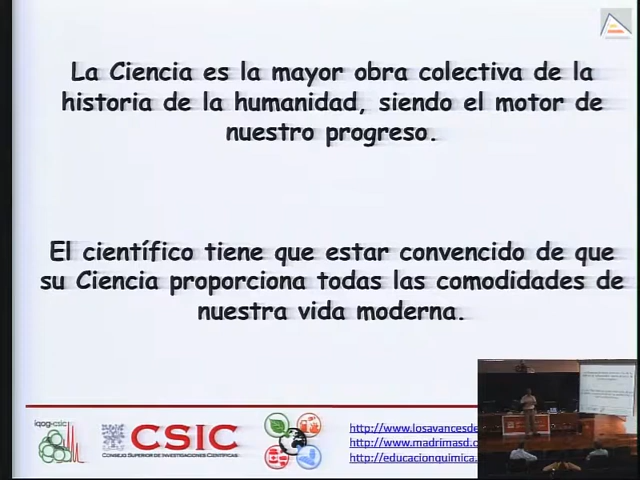 La Ciencia es la mayor obra colectiva de la
historia de la humanidad, siendo el motor de
nuestro progreso.
El científico tiene que estar convencido de que
su Ciencia proporciona todas las comodidades de
nuestra vida moderna.
iqog-csic
CSIC
CONSEJO SUPERIOR DE INVESTIGACIONES CIENTÍFICAS
http://www.losavancesde
http://www.madrimasd.
http://educacionquimica.